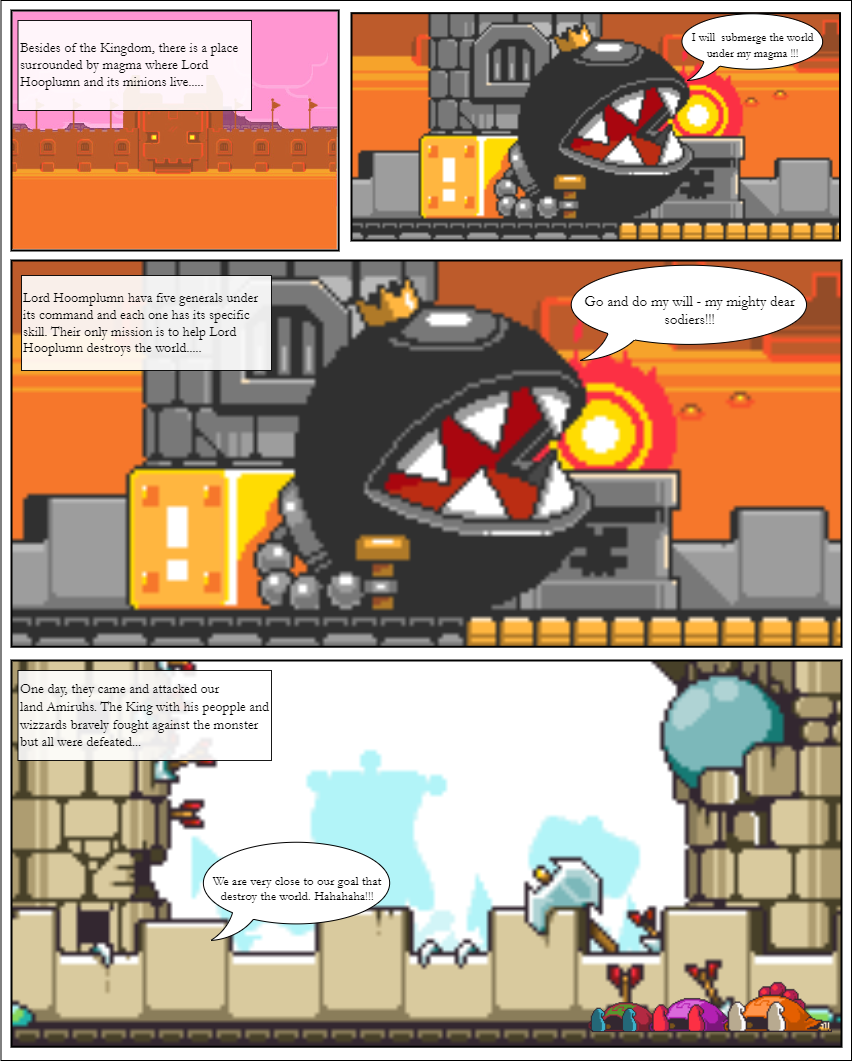 Besides of the Kingdom, there is a place
surrounded by magma where Lord
Hooplumn and its minions live.....
I will submerge the world
under my magma !!!
Lord Hoomplumn hava five generals under
its command and each one has its specific
skill. Their only mission is to help Lord
Hooplumn destroys the world.....
Go and do my will - my mighty dear
sodiers!!!
One day, they came and attacked our
land Amiruhs. The King with his peopple and
wizzards bravely fought against the monster
but all were defeated...
We are very close to our goal that
destroy the world. Hahahaha!!!